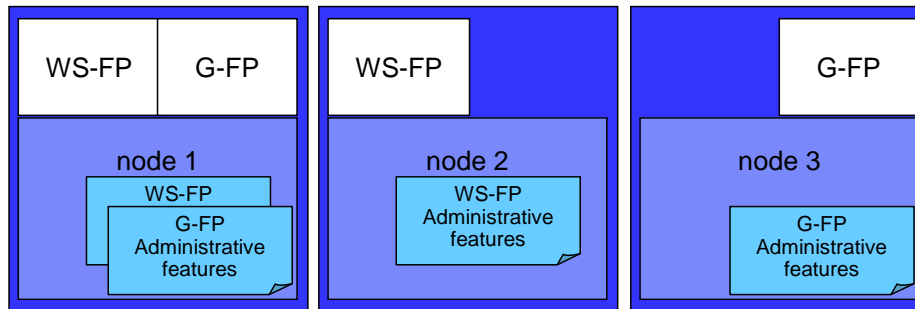 WS-FP
G-FP
node 1
WS-FP
G-FP
Administrative
features
WS-FP
node 2
WS-FP
Administrative
features
G-FP
node 3
G-FP
Administrative
features